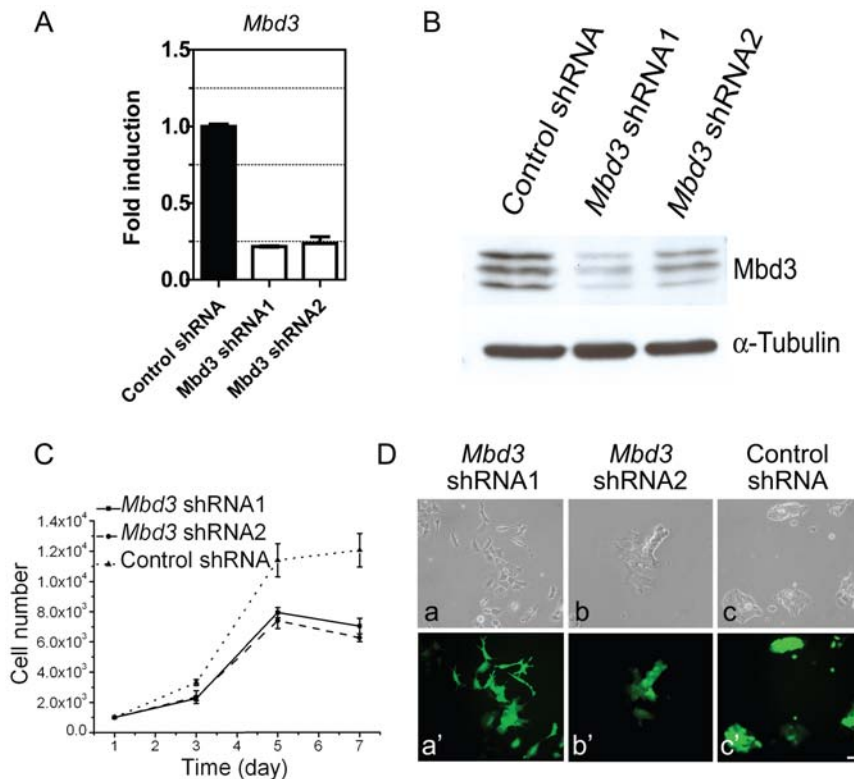 A
Mbd3
Fold induction
1.5
1.0
0.5
0.0
Control shRNA
Mbd3 shRNA1
Mbd3 shRNA2
B
Control shRNA
Mbd3 shRNA1
Mbd3 shRNA2
Mbd3
α-Tubulin
C
Mbd3 shRNA1
Mbd3 shRNA2
Control shRNA
Cell number
1.4x10⁴
1.2x10⁴
1.0x10⁴
8.0x10³
6.0x10³
4.0x10³
2.0x10³
1 2 3 4 5 6 7
Time (day)
D
Mbd3
shRNA1
Mbd3
shRNA2
Control
shRNA
a
b
c
a'
b'
c'